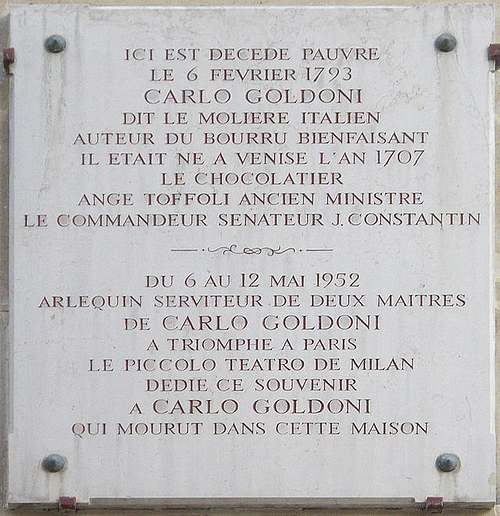 ICI EST DECEDE PAUVRE
LE 6 FEVRIER 1793
CARLO GOLDONI
DIT LE MOLIERE ITALIEN
AUTEUR DU BOURRU BIENFAISANT
IL ETAIT NE A VENISE L'AN 1707
LE CHOCOLATIER
ANGE TOFFOLI ANCIEN MINISTRE
LE COMMANDEUR SENATEUR J. CONSTANTIN
DU 6 AU 12 MAI 1952
ARLEQUIN SERVITEUR DE DEUX MAITRES
DE CARLO GOLDONI
A TRIOMPHE A PARIS
LE PICCOLO TEATRO DE MILAN
DEDIE CE SOUVENIR
A CARLO GOLDONI
QUI MOURUT DANS CETTE MAISON